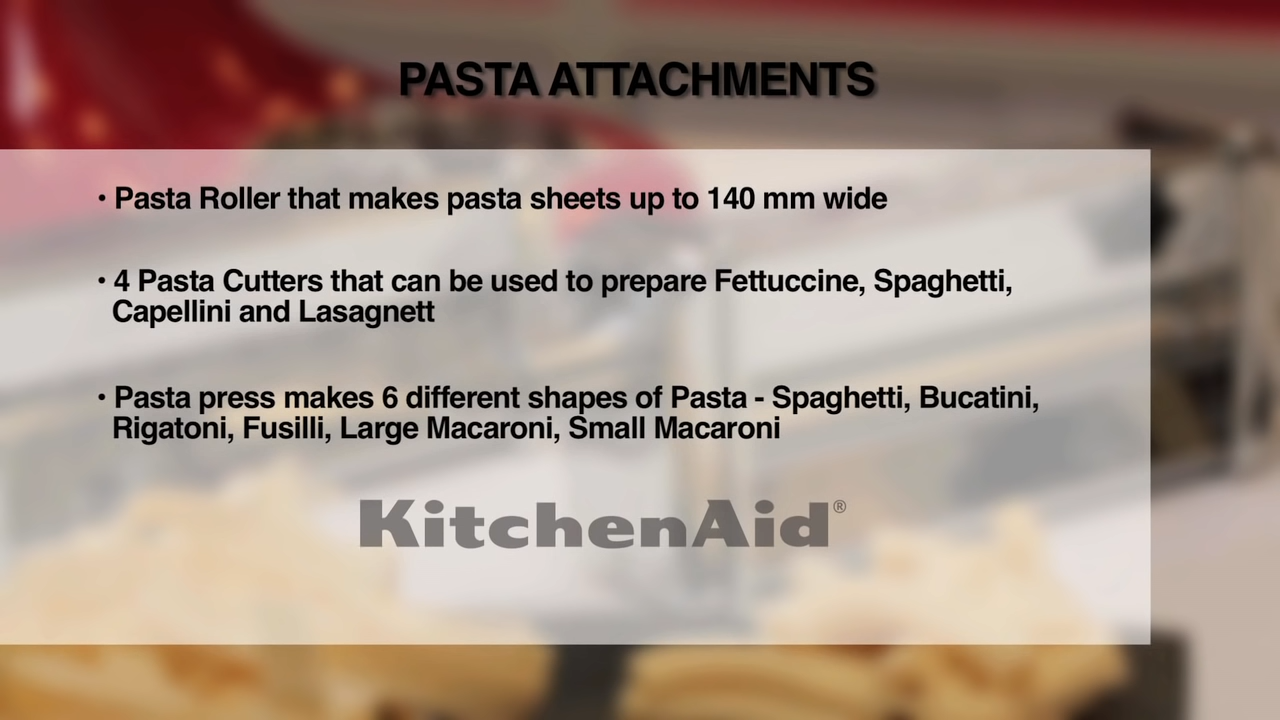 PASTA ATTACHMENTS
• Pasta Roller that makes pasta sheets up to 140 mm wide
• 4 Pasta Cutters that can be used to prepare Fettuccine, Spaghetti,
Capellini and Lasagnett
• Pasta press makes 6 different shapes of Pasta - Spaghetti, Bucatini,
Rigatoni, Fusilli, Large Macaroni, Small Macaroni
KitchenAid®